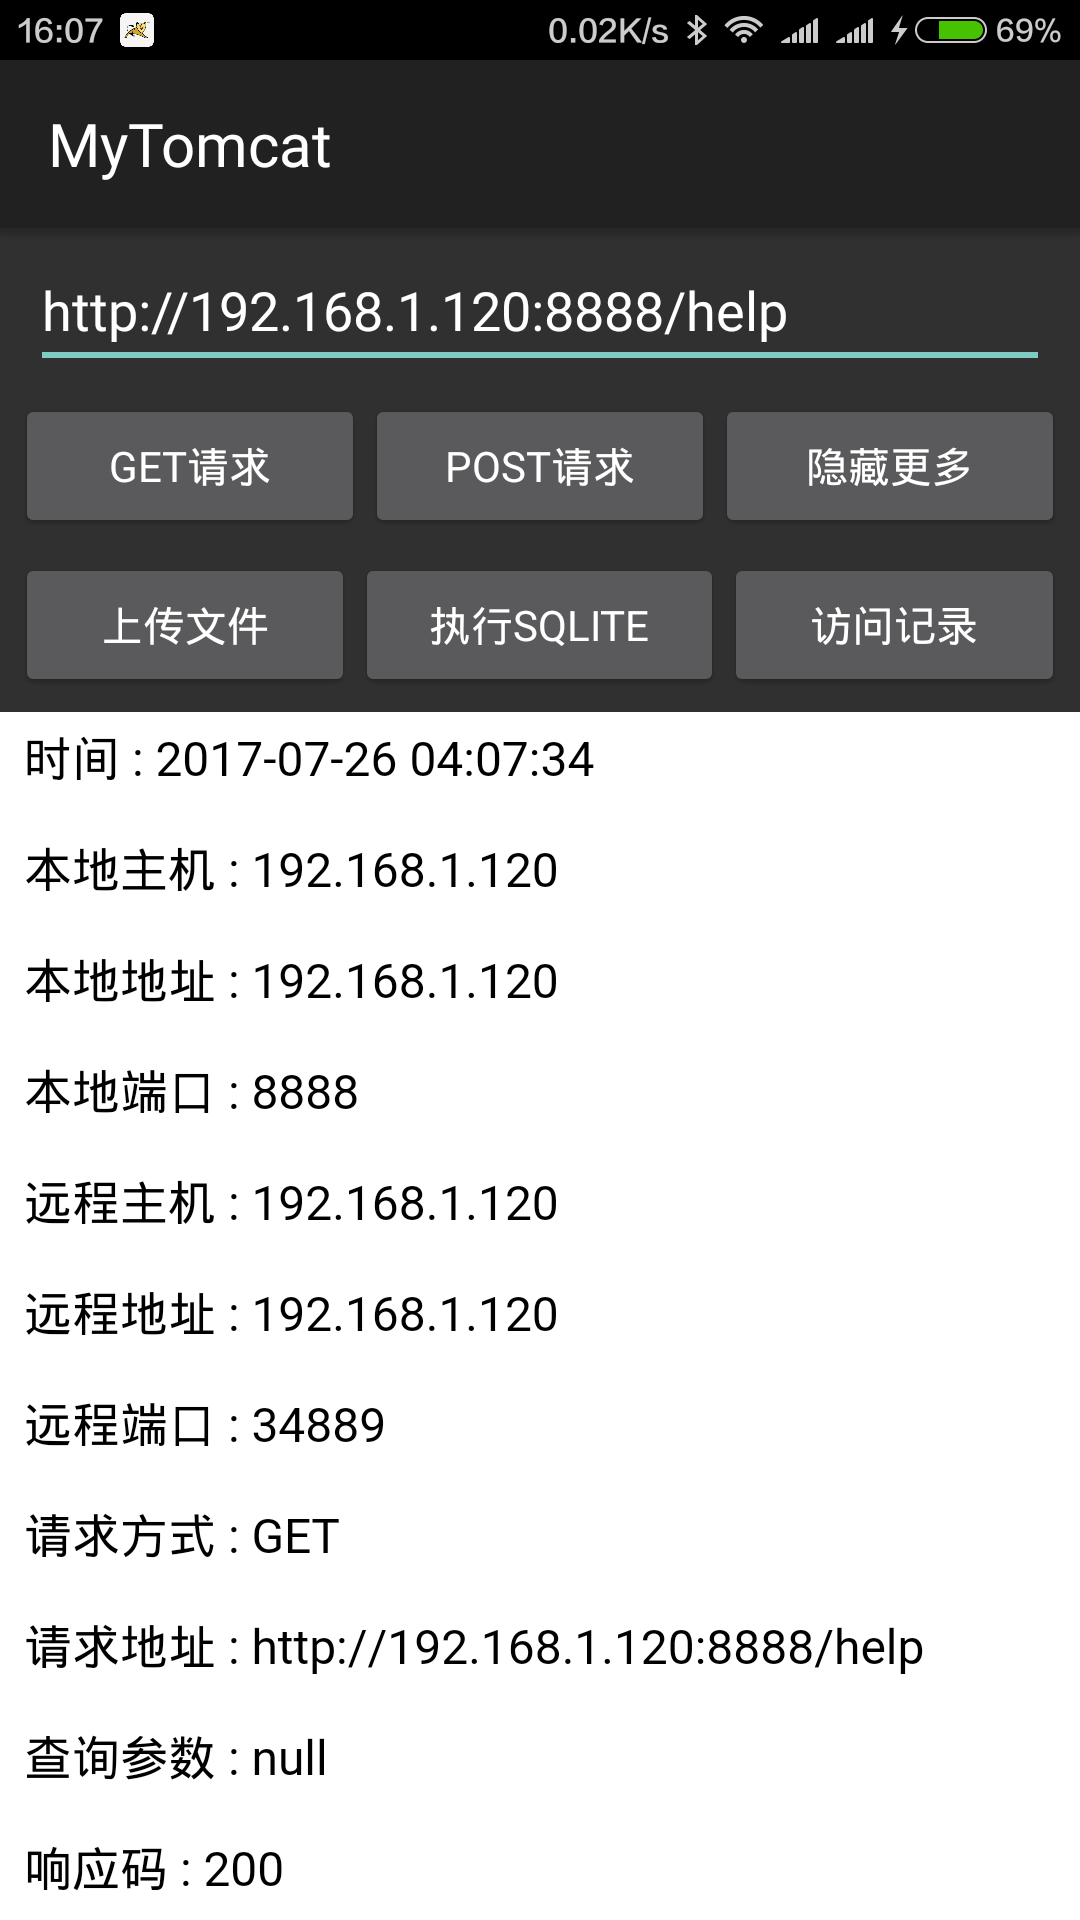 16:07 0.02K/s 69%
MyTomcat
http://192.168.1.120:8888/help
GET请求 POST请求 隐藏更多
上传文件 执行SQLITE 访问记录
时间 : 2017-07-26 04:07:34
本地主机 : 192.168.1.120
本地地址 : 192.168.1.120
本地端口 : 8888
远程主机 : 192.168.1.120
远程地址 : 192.168.1.120
远程端口 : 34889
请求方式 : GET
请求地址 : http://192.168.1.120:8888/help
查询参数 : null
响应码 : 200